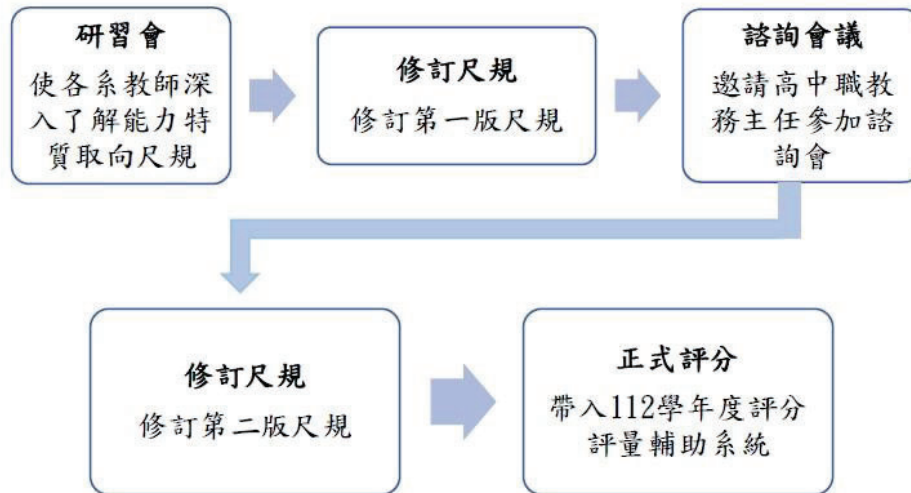 研習會
使各系教師深
入了解能力特
質取向尺規
修訂尺規
修訂第一版尺規
諮詢會議
邀請高中職教
務主任參加諮
詢會
修訂尺規
修訂第二版尺規
正式評分
帶入112學年度評分
評量輔助系統